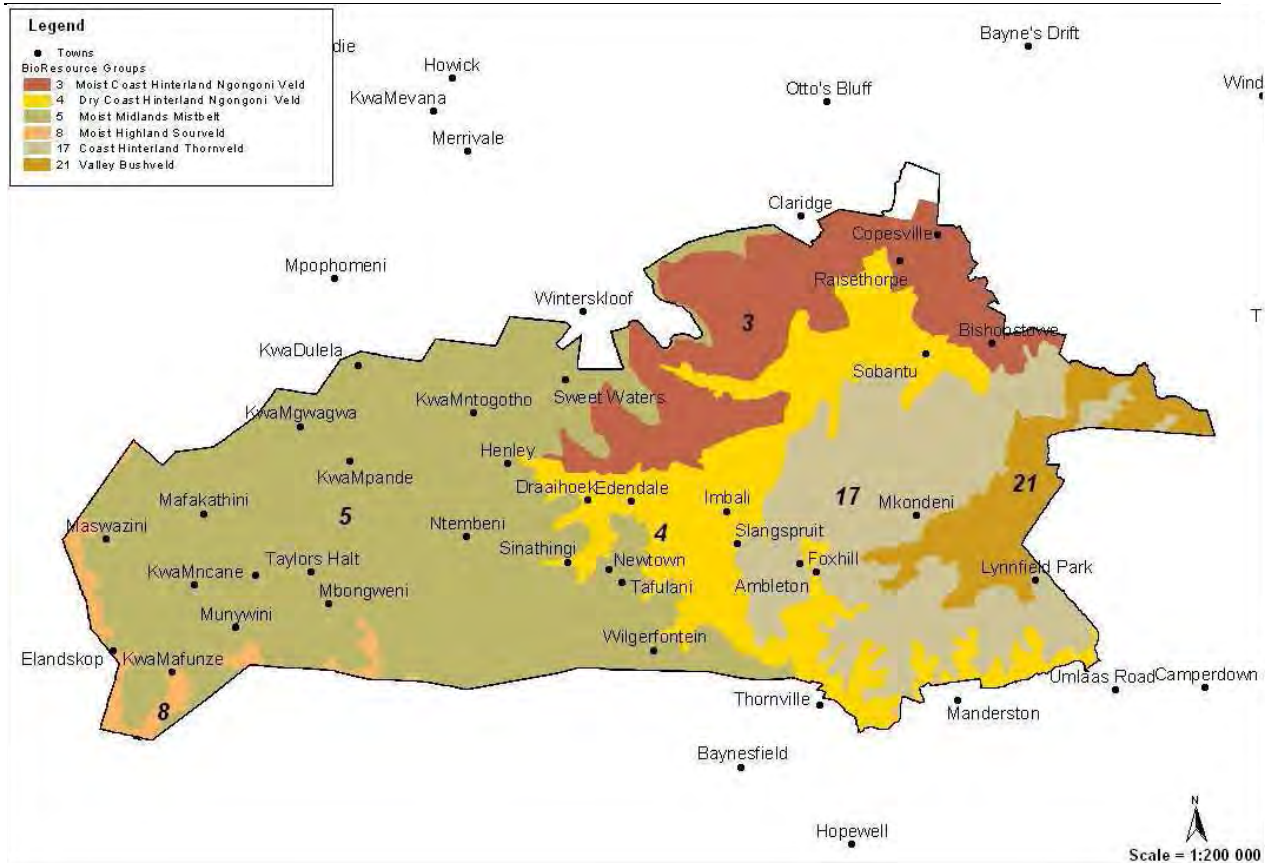 Legend
Towns
BioResource Groups
3 Moist Coast Hinterland Ngongoni Veld
4 Dry Coast Hinterland Ngongoni Veld
5 Moist Midlands Mistbelt
8 Moist Highland Sourveld
17 Coast Hinterland Thornveld
21 Valley Bushveld
die
Bayne's Drift
Howick
Otto's Bluff
Wind
KwaMevana
Merrivale
Claridge
Copesville
Mpophomeni
Raisethorpe
Winterskloof
T
3
Bishopstowe
KwaDulela
Sobantu
KwaMntogotho
Sweet Waters
KwaMgwagwa
Henley
KwaMpande
Draaihoek
Edendale
Imbali
17
Mkondeni
21
Mafakathini
5
Maswazini
Ntembeni
4
Slangspruit
Sinathingi
Newtown
Foxhill
Taylors Halt
KwaMncane
Tafulani
Ambleton
Lynnfield Park
Mbongweni
Munywini
Wilgerfontein
Elandskop
KwaMafunze
Umlaas Road
Camperdown
8
Thornville
Manderston
Baynesfield
N
Hopewell
Scale = 1:200 000